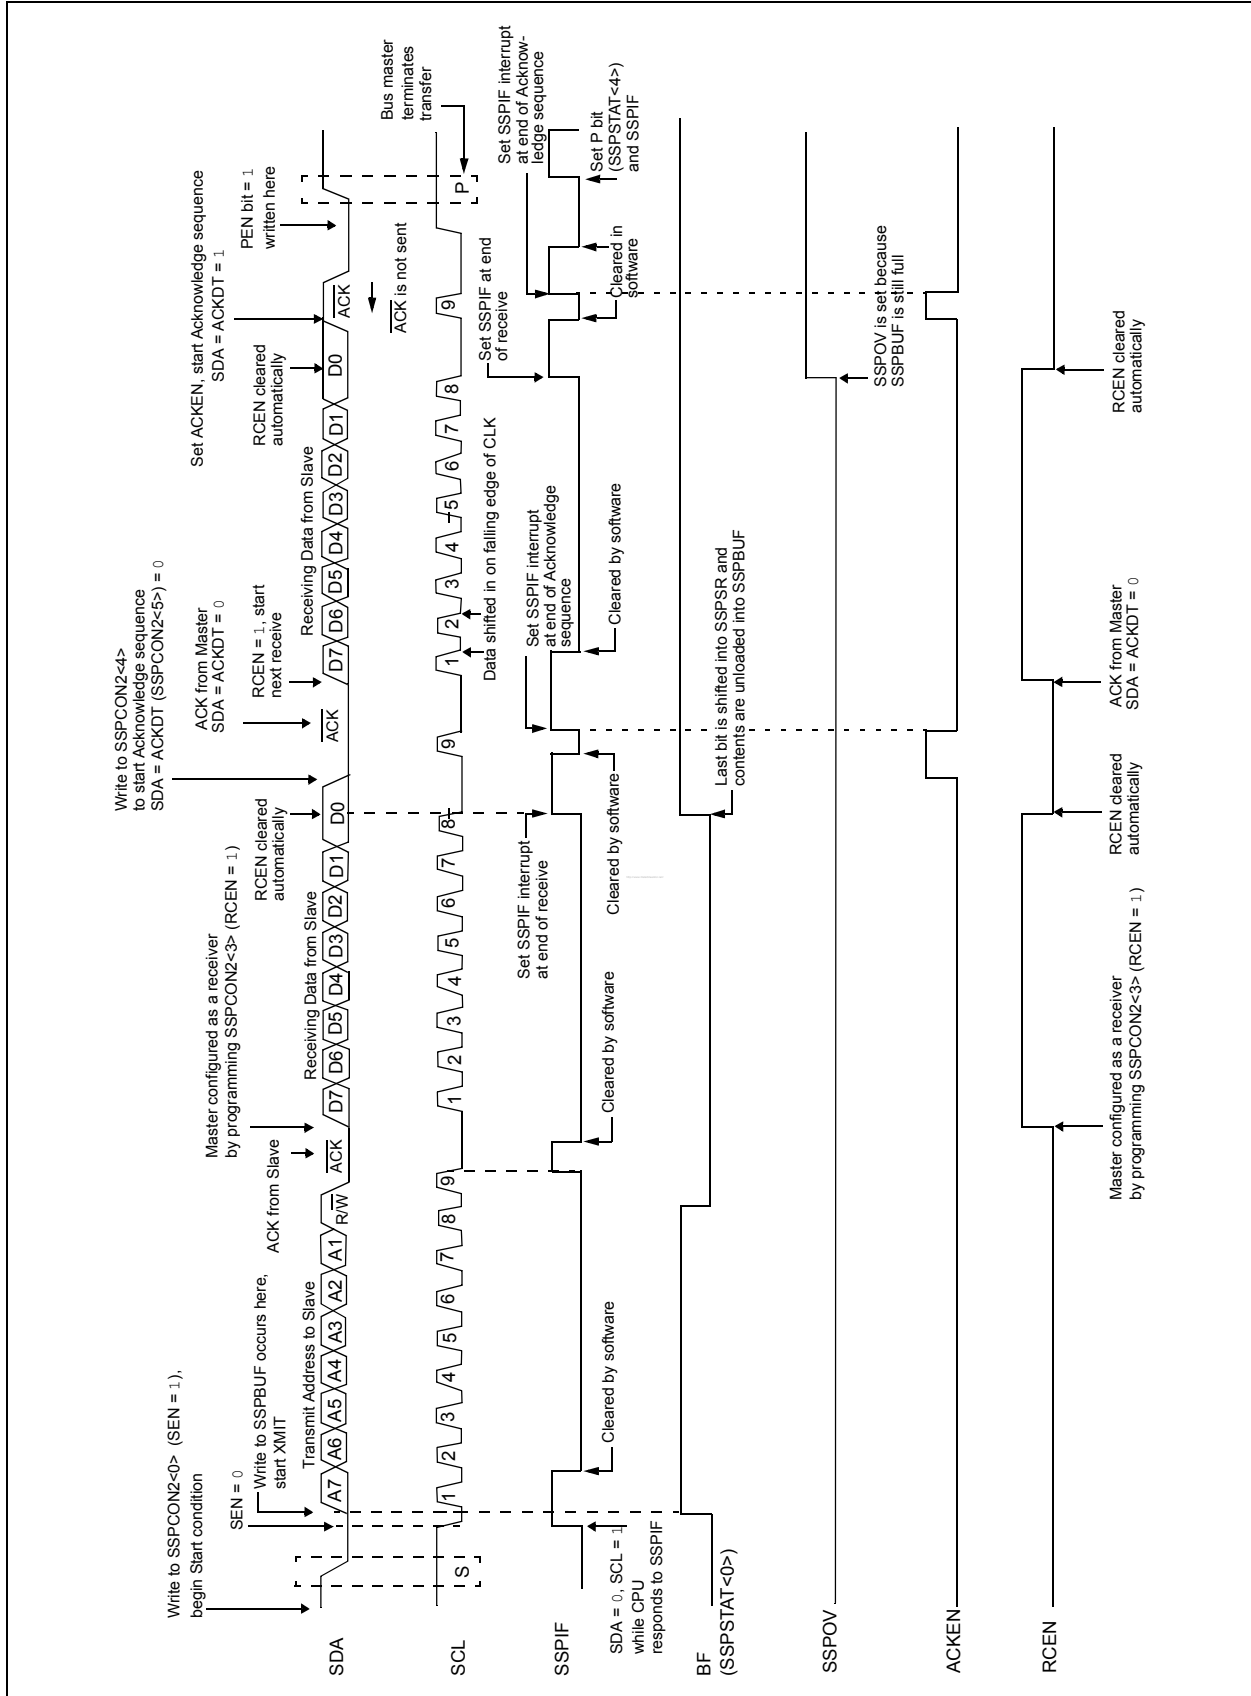 Write to SSPCON2<0> (SEN = 1),
begin Start condition
SEN = 0
Write to SSPBUF occurs here,
start XMIT
ACK from Slave
Master configured as a receiver
by programming SSPCON2<3> (RCEN = 1)
RCEN cleared
automatically
Write to SSPCON2<4>
to start Acknowledge sequence
SDA = ACKDT (SSPCON2<5>) = 0
ACK from Master
SDA = ACKDT = 0
RCEN = 1, start
next receive
Set ACKEN, start Acknowledge sequence
SDA = ACKDT = 1
RCEN cleared
automatically
PEN bit = 1
written here
Transmit Address to Slave
Receiving Data from Slave
Receiving Data from Slave
SDA
A7 A6 A5 A4 A3 A2 A1 R/W ACK D7 D6 D5 D4 D3 D2 D1 D0 ACK D7 D6 D5 D4 D3 D2 D1 D0 ACK
ACK is not sent
Bus master
terminates
transfer
SCL
S 1 2 3 4 5 6 7 8 9 1 2 3 4 5 6 7 8 9 1 2 3 4 5 6 7 8 9 P
Data shifted in on falling edge of CLK
Set SSPIF interrupt
at end of receive
Set SSPIF interrupt
at end of Acknowledge
sequence
Set SSPIF at end
of receive
Set SSPIF interrupt
at end of Acknow-
ledge sequence
SSPIF
SDA = 0, SCL = 1
while CPU
responds to SSPIF
Cleared by software
Cleared by software
Cleared by software
Cleared by software
Cleared in
software
Set P bit
(SSPSTAT<4>)
and SSPIF
BF
(SSPSTAT<0>)
Last bit is shifted into SSPSR and
contents are unloaded into SSPBUF
SSPOV
SSPOV is set because
SSPBUF is still full
ACKEN
RCEN
Master configured as a receiver
by programming SSPCON2<3> (RCEN = 1)
RCEN cleared
automatically
ACK from Master
SDA = ACKDT = 0
RCEN cleared
automatically